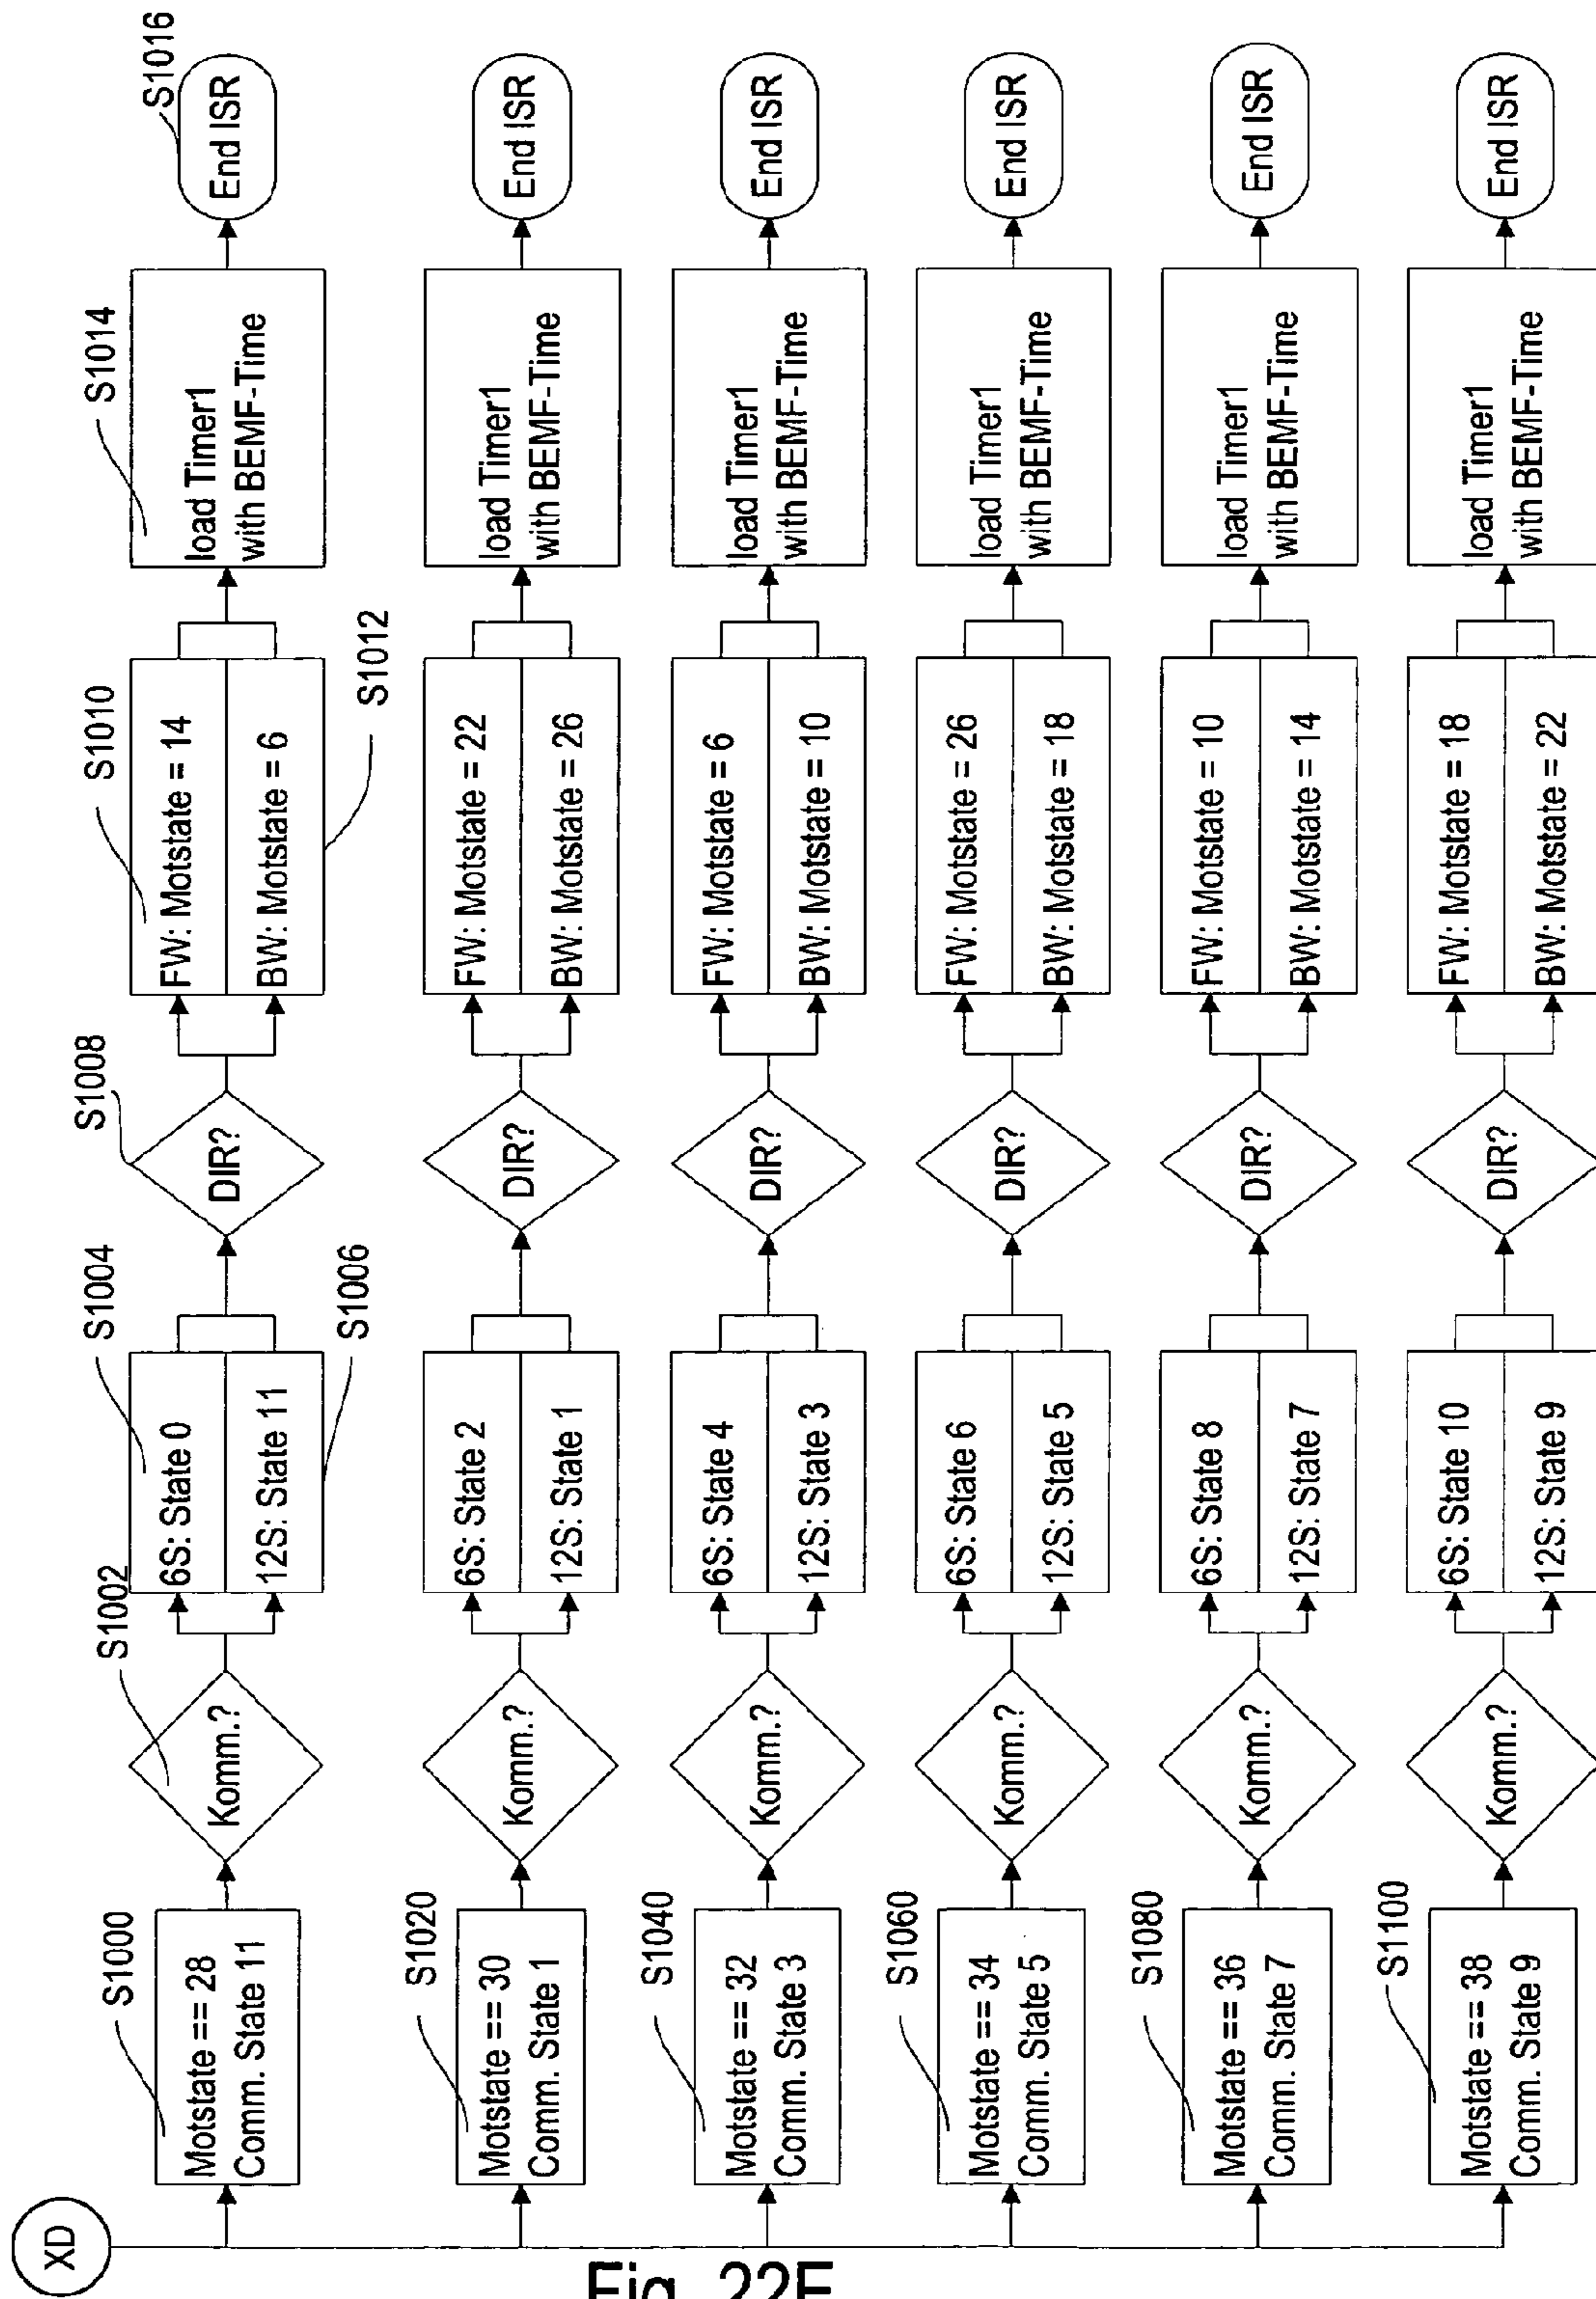 XD
S1000
Motstate == 28
Comm. State 11
S1002
Komm.?
S1004
6S: State 0
12S: State 11
S1006
S1008
DIR?
S1010
FW: Motstate = 14
BW: Motstate = 6
S1012
S1014
load Timer1
with BEMF-Time
S1016
End ISR
S1020
Motstate == 30
Comm. State 1
Komm.?
6S: State 2
12S: State 1
DIR?
FW: Motstate = 22
BW: Motstate = 26
load Timer1
with BEMF-Time
End ISR
S1040
Motstate == 32
Comm. State 3
Komm.?
6S: State 4
12S: State 3
DIR?
FW: Motstate = 6
BW: Motstate = 10
load Timer1
with BEMF-Time
End ISR
S1060
Motstate == 34
Comm. State 5
Komm.?
6S: State 6
12S: State 5
DIR?
FW: Motstate = 26
BW: Motstate = 18
load Timer1
with BEMF-Time
End ISR
S1080
Motstate == 36
Comm. State 7
Komm.?
6S: State 8
12S: State 7
DIR?
FW: Motstate = 10
BW: Motstate = 14
load Timer1
with BEMF-Time
End ISR
S1100
Motstate == 38
Comm. State 9
Komm.?
6S: State 10
12S: State 9
DIR?
FW: Motstate = 18
BW: Motstate = 22
load Timer1
with BEMF-Time
End ISR
Fig.